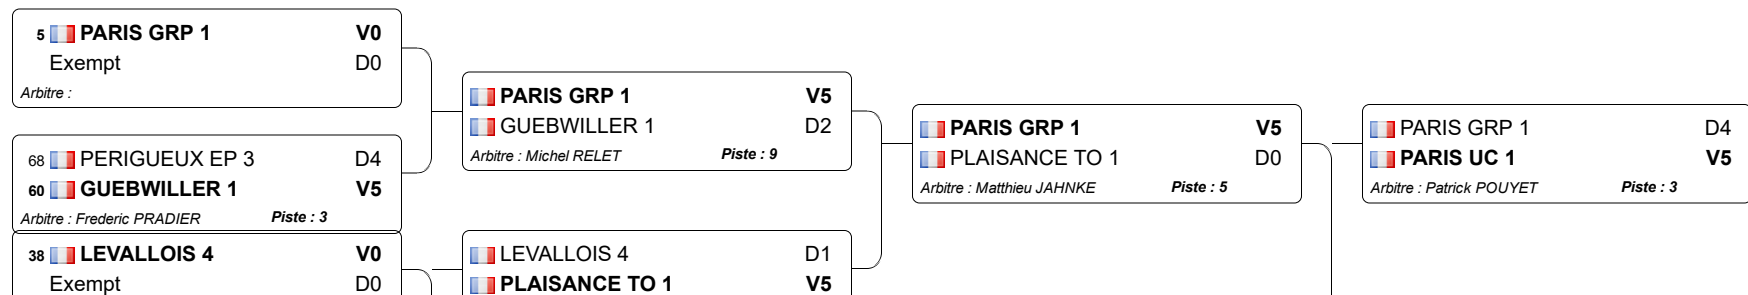 5 PARIS GRP 1 V0
Exempt D0
Arbitre :
68 PERIGUEUX EP 3 D4
60 GUEBWILLER 1 V5
Arbitre : Frederic PRADIER Piste : 3
38 LEVALLOIS 4 V0
Exempt D0
PARIS GRP 1 V5
GUEBWILLER 1 D2
Arbitre : Michel RELET Piste : 9
LEVALLOIS 4 D1
PLAISANCE TO 1 V5
PARIS GRP 1 V5
PLAISANCE TO 1 D0
Arbitre : Matthieu JAHNKE Piste : 5
PARIS GRP 1 D4
PARIS UC 1 V5
Arbitre : Patrick POUYET Piste : 3